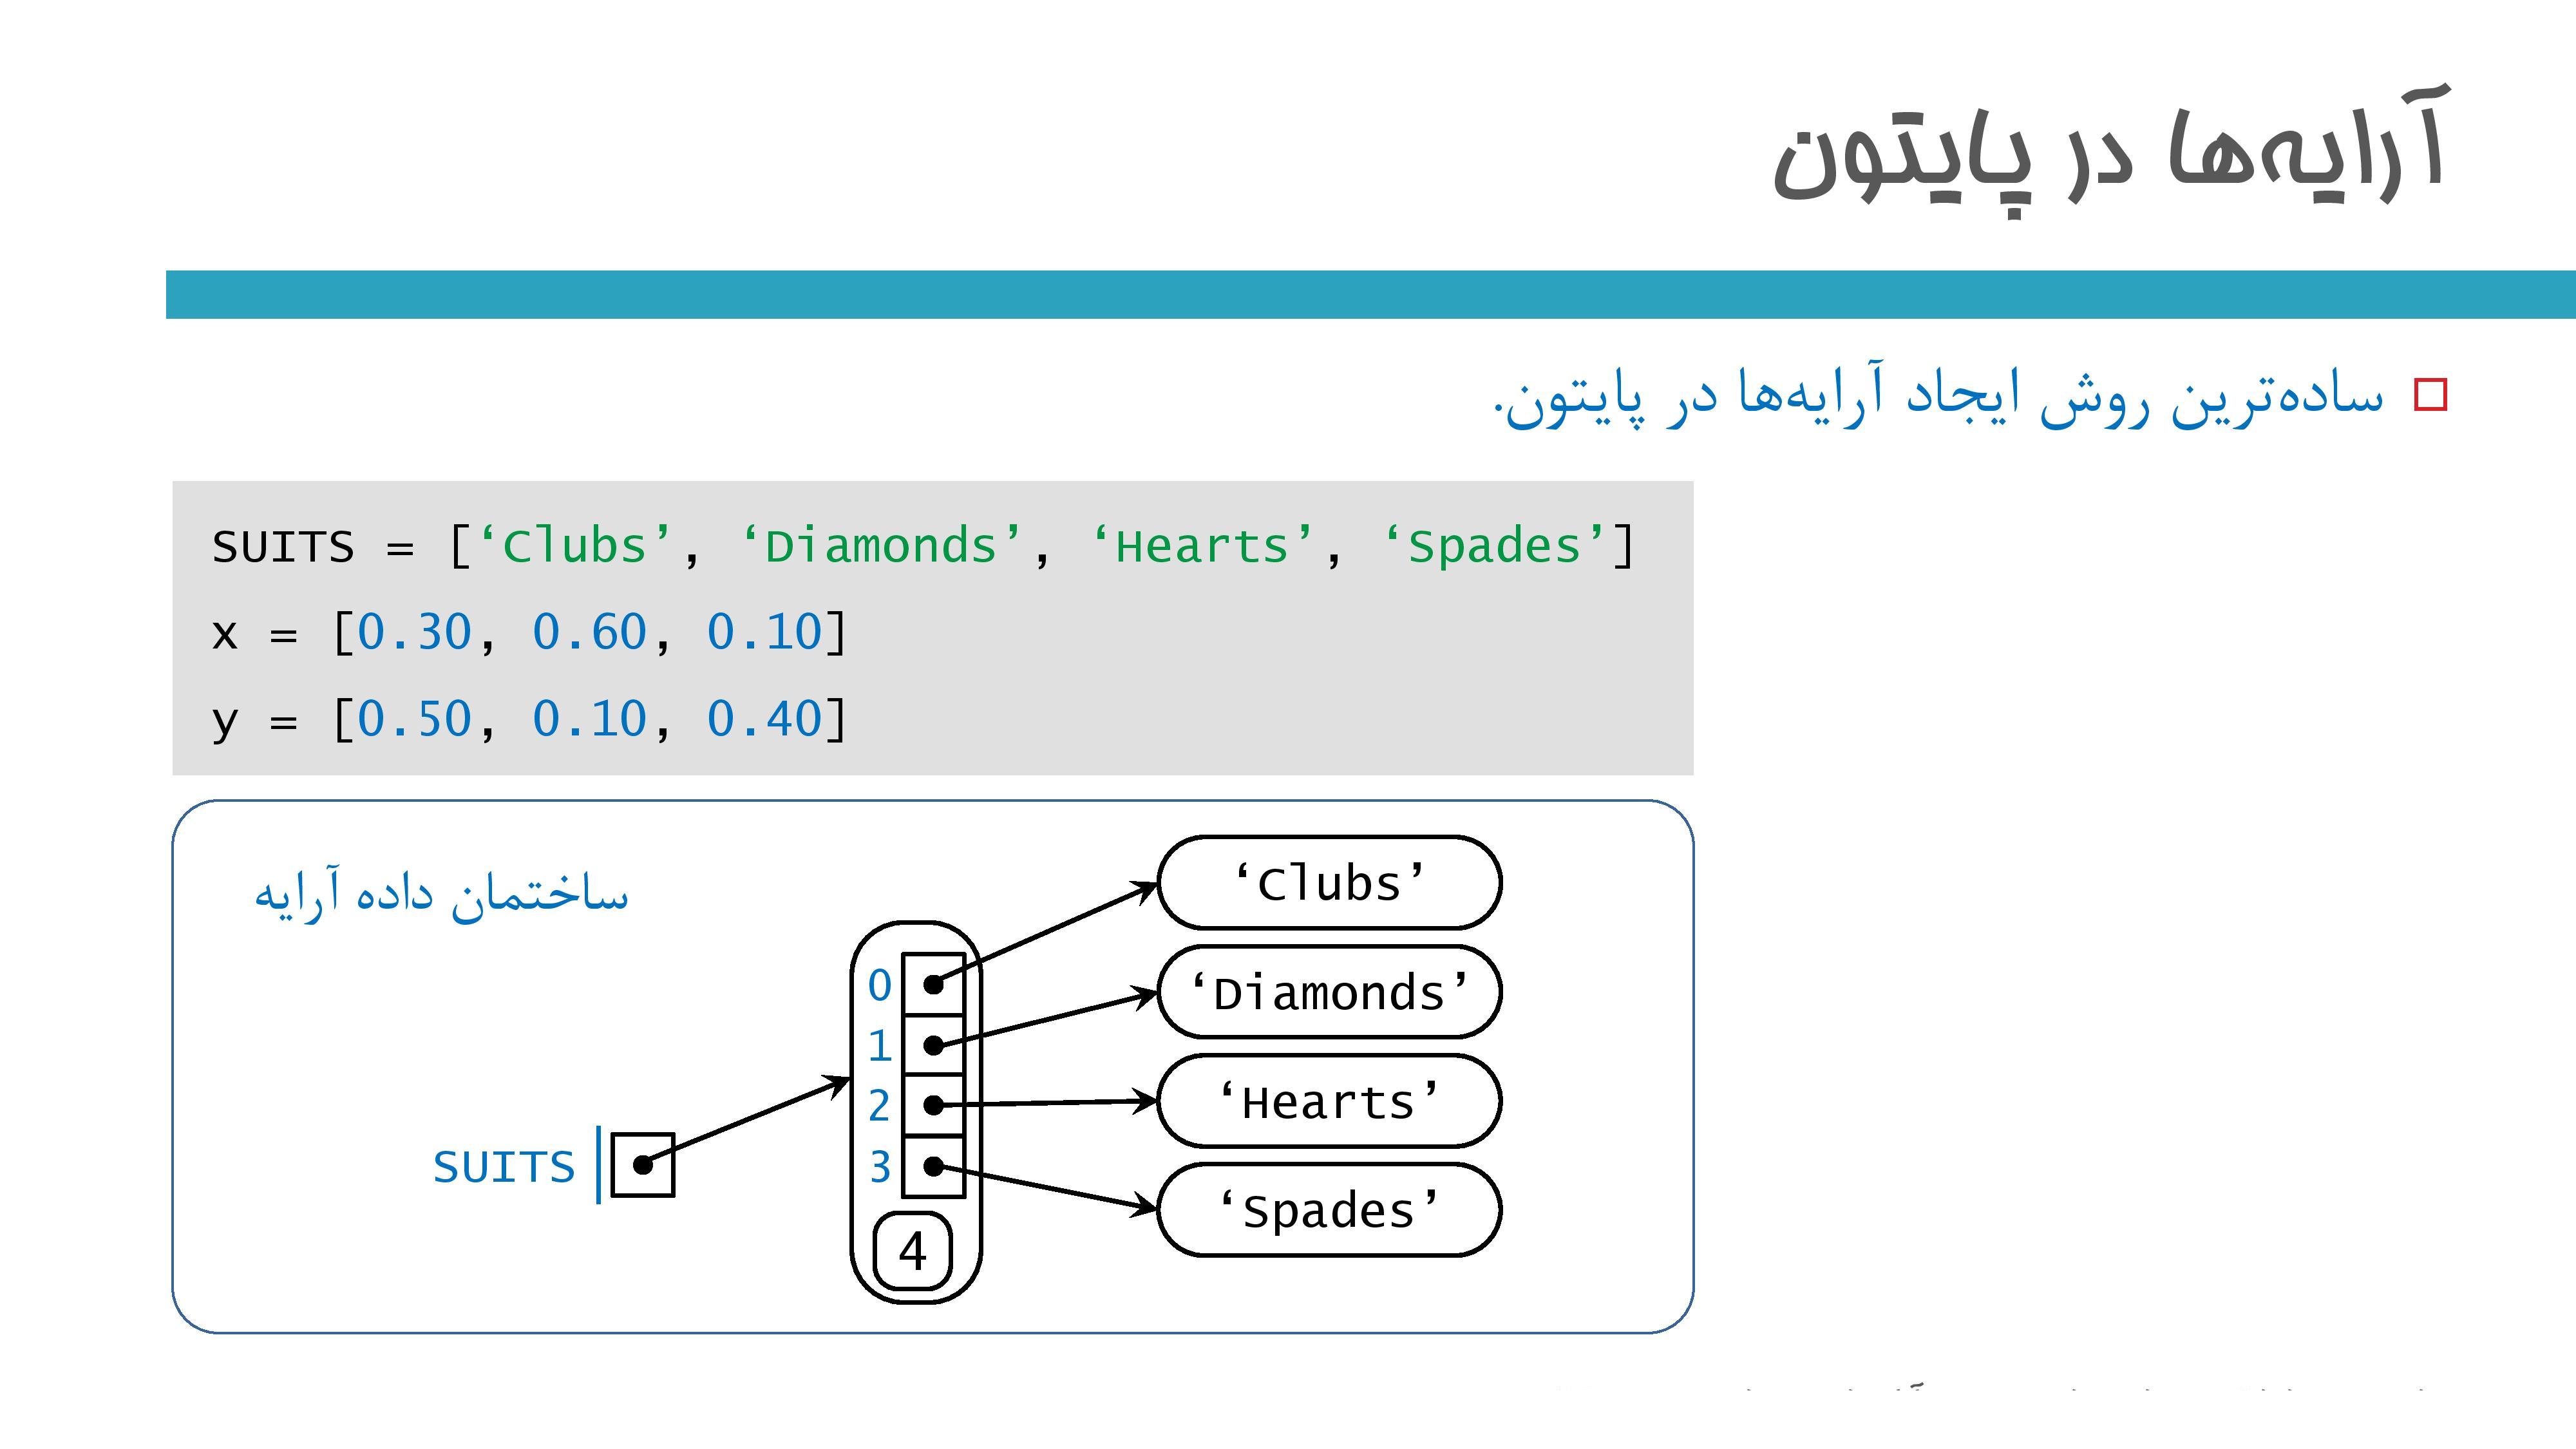 آرایه‌ها در پایتون
ساده‌ترین روش ایجاد آرایه‌ها در پایتون.
SUITS = [‘Clubs’, ‘Diamonds’, ‘Hearts’, ‘Spades’]
x = [0.30, 0.60, 0.10]
y = [0.50, 0.10, 0.40]
ساختمان داده آرایه
‘Clubs’
0
‘Diamonds’
1
2
‘Hearts’
SUITS
3
‘Spades’
4